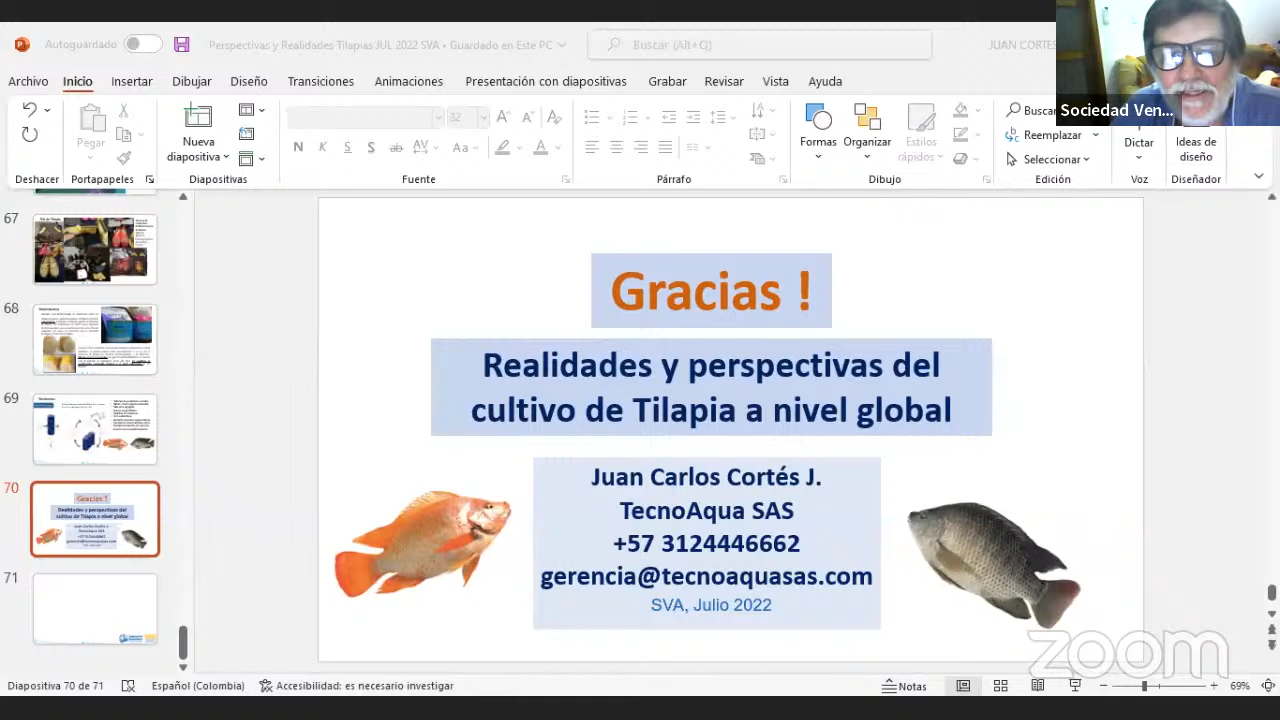 Autoguardado
Perspectivas y Realidades Tilapias JUL 2022 SVA • Guardado en Este PC
Buscar (Alt+Q)
JUAN CORTES
Sociedad Ven...
Archivo Inicio Insertar Dibujar Diseño Transiciones Animaciones Presentación con diapositivas Grabar Revisar Vista Ayuda
Pegar
Nueva
diapositiva
32
N K S S ab AV Aa A
Formas
Organizar
Estilos
rápidos
Buscar
Reemplazar
Seleccionar
Dictar
Ideas de
diseño
Deshacer Portapapeles Diapositivas Fuente Párrafo Dibujo Edición Voz Diseñador
67
68
69
70
71
Gracias !
Realidades y perspectivas del
cultivo de Tilapia a nivel global
Juan Carlos Cortés J.
TecnoAqua SAS
+57 3124446662
gerencia@tecnoaquasas.com
SVA, Julio 2022
zoom
Diapositiva 70 de 71 Español (Colombia) Accesibilidad: es necesario investigar Notas 69%